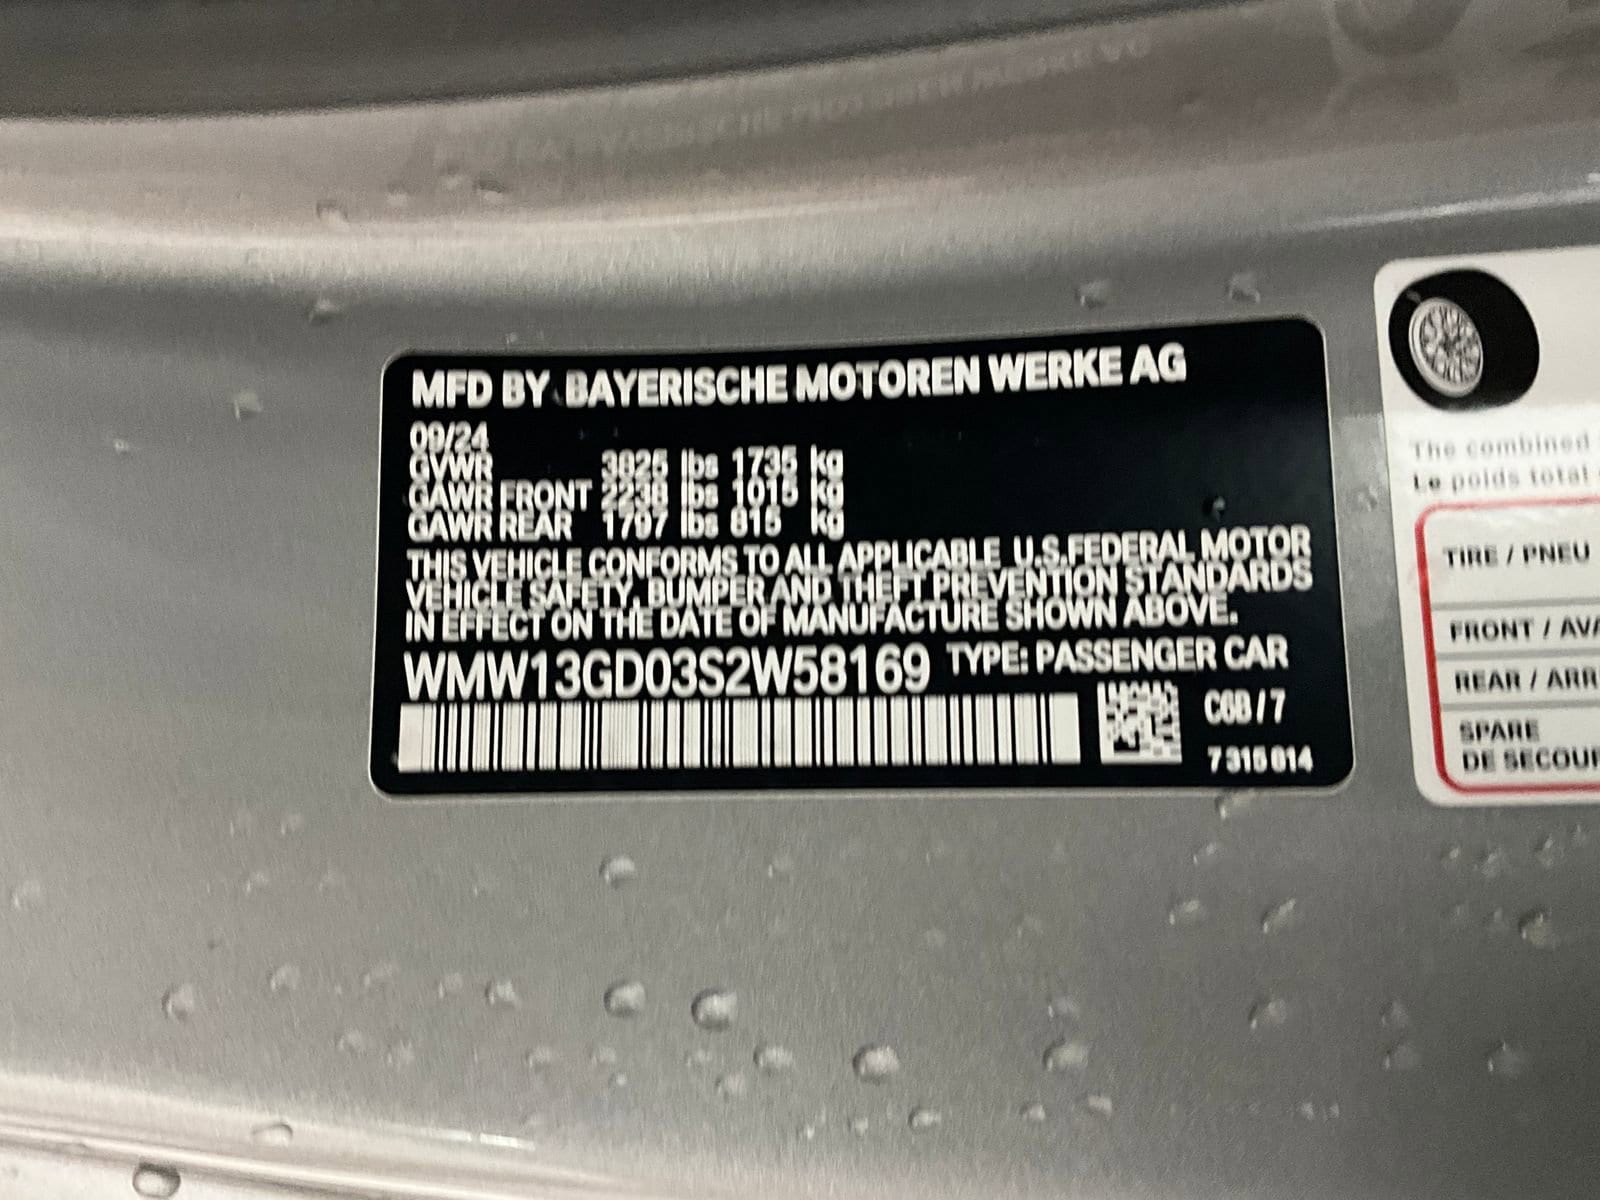 MFD BY BAYERISCHE MOTOREN WERKE AG
09/24
GVWR 3825 lbs 1735 kg
GAWR FRONT 2238 lbs 1015 kg
GAWR REAR 1797 lbs 815 kg
THIS VEHICLE CONFORMS TO ALL APPLICABLE U.S.FEDERAL MOTOR
VEHICLE SAFETY, BUMPER AND THEFT PREVENTION STANDARDS
IN EFFECT ON THE DATE OF MANUFACTURE SHOWN ABOVE.
WMW13GD03S2W58169 TYPE: PASSENGER CAR
C6B / 7
7 315 014
The combined
Le poids total
TIRE / PNEU
FRONT / AVA
REAR / ARR
SPARE
DE SECOUR